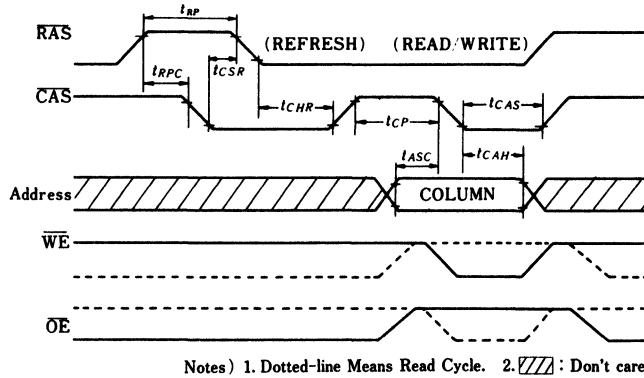 tRP
RAS (REFRESH) (READ/WRITE)
tRPC tCSR
CAS tCHR tCP tCAS
tASC tCAH
Address COLUMN
WE
OE
Notes) 1. Dotted-line Means Read Cycle. 2. : Don't care